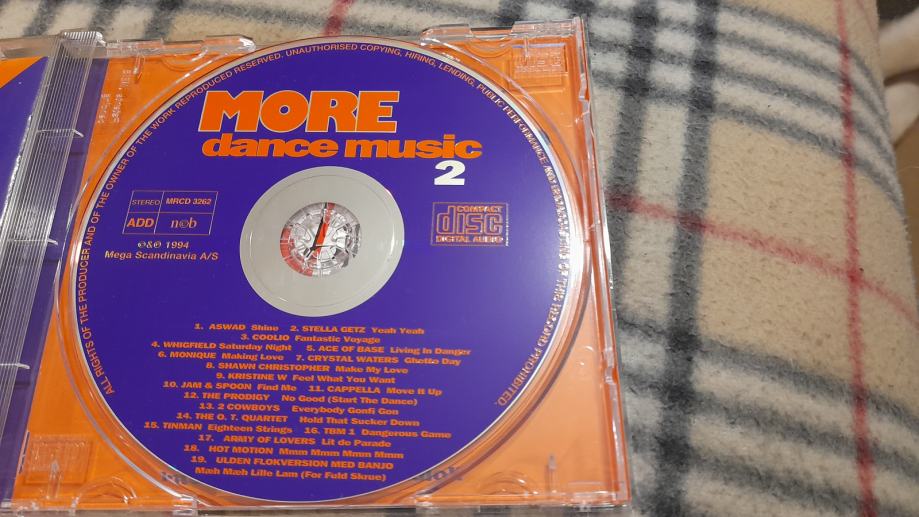 ALL RIGHTS OF THE PRODUCER AND OF THE OWNER OF THE WORK REPRODUCED RESERVED. UNAUTHORISED COPYING, HIRING, LENDING, PUBLIC PERFORMANCE AND BROADCASTING OF THIS RECORD PROHIBITED.
MORE
dance music
2
STEREO MRCD 3262
ADD n©b
℗&© 1994
Mega Scandinavia A/S
COMPACT
disc
DIGITAL AUDIO
1. ASWAD Shine 2. STELLA GETZ Yeah Yeah
3. COOLIO Fantastic Voyage
4. WHIGFIELD Saturday Night 5. ACE OF BASE Living In Danger
6. MONIQUE Making Love 7. CRYSTAL WATERS Ghetto Day
8. SHAWN CHRISTOPHER Make My Love
9. KRISTINE W Feel What You Want
10. JAM & SPOON Find Me 11. CAPPELLA Move It Up
12. THE PRODIGY No Good (Start The Dance)
13. 2 COWBOYS Everybody Gonfi Gon
14. THE O. T. QUARTET Hold That Sucker Down
15. TINMAN Eighteen Strings 16. TBM 1 Dangerous Game
17. ARMY OF LOVERS Lit de Parade
18. HOT MOTION Mmm Mmm Mmm Mmm
19. ULDEN FLOKVERSION MED BANJO
Mæh Mæh Lille Lam (For Fuld Skrue)